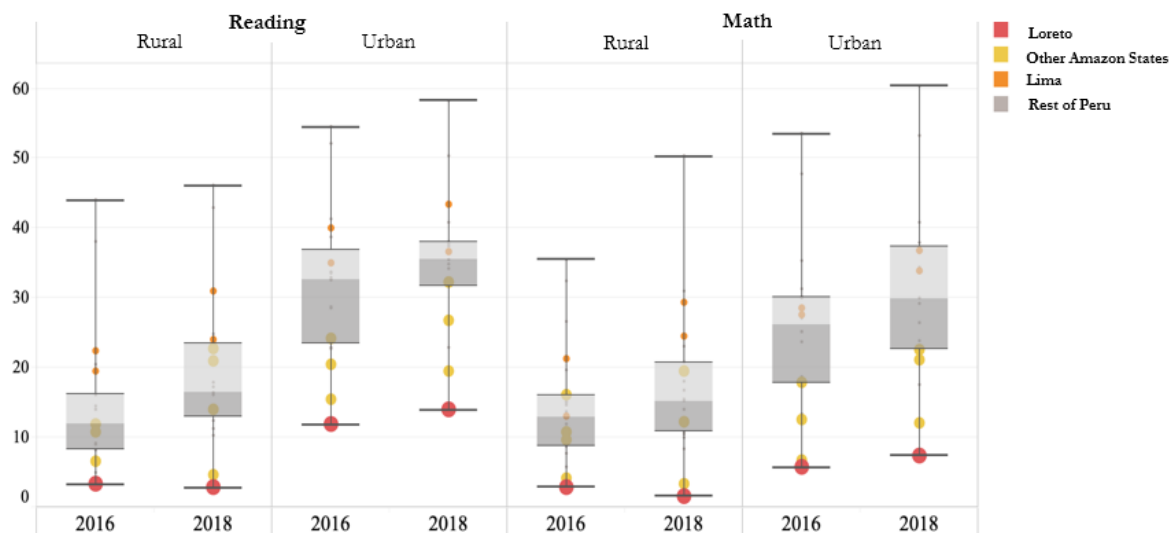 Reading Math
Rural Urban Rural Urban
Loreto
Other Amazon States
Lima
Rest of Peru
60
50
40
30
20
10
0
2016 2018 2016 2018 2016 2018 2016 2018